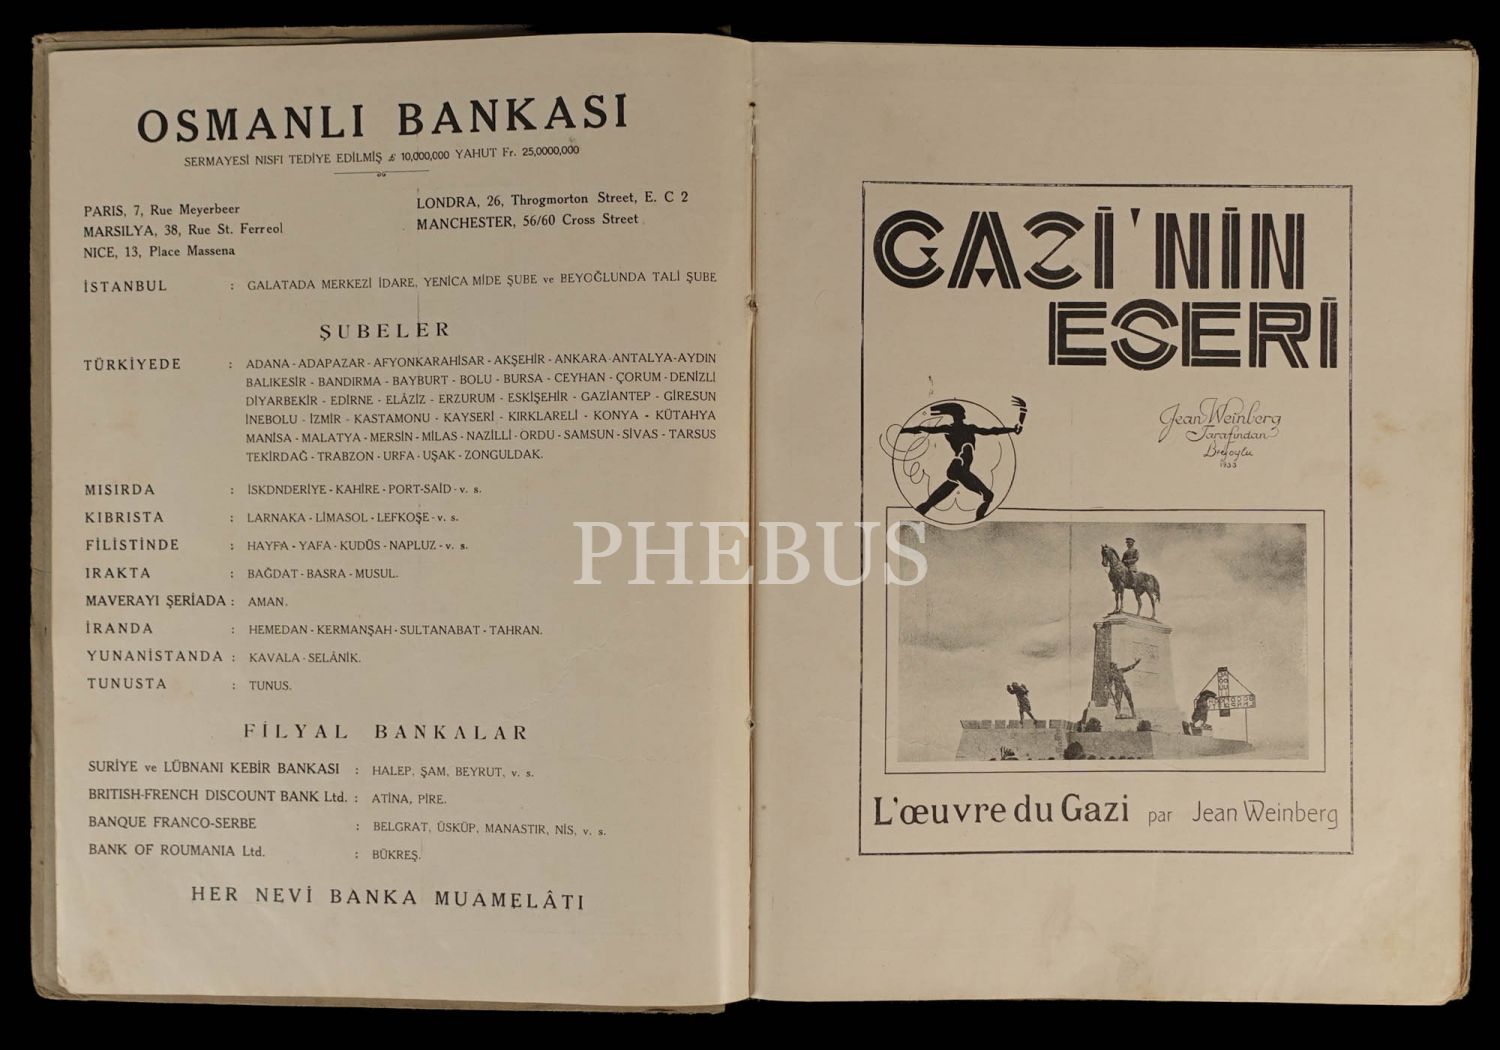 OSMANLI BANKASI
SERMAYESİ NISFI TEDİYE EDİLMİŞ £ 10,000,000 YAHUT Fr. 25,0000,000
PARIS, 7, Rue Meyerbeer
MARSILYA, 38, Rue St. Ferreol
NICE, 13, Place Massena
LONDRA, 26, Throgmorton Street, E. C 2
MANCHESTER, 56/60 Cross Street
İSTANBUL : GALATADA MERKEZİ İDARE, YENİCA MİDE ŞUBE ve BEYOĞLUNDA TALİ ŞUBE
ŞUBELER
TÜRKİYEDE : ADANA - ADAPAZAR - AFYONKARAHİSAR - AKŞEHİR - ANKARA - ANTALYA - AYDIN
BALIKESİR - BANDIRMA - BAYBURT - BOLU - BURSA - CEYHAN - ÇORUM - DENİZLİ
DİYARBEKİR - EDİRNE - ELÂZİZ - ERZURUM - ESKİŞEHİR - GAZİANTEP - GİRESUN
İNEBOLU - İZMİR - KASTAMONU - KAYSERİ - KIRKLARELİ - KONYA - KÜTAHYA
MANİSA - MALATYA - MERSİN - MİLAS - NAZİLLİ - ORDU - SAMSUN - SİVAS - TARSUS
TEKİRDAĞ - TRABZON - URFA - UŞAK - ZONGULDAK.
MISIRDA : İSKDNDERİYE - KAHİRE - PORT-SAİD - v. s.
KIBRISTA : LARNAKA - LİMASOL - LEFKOŞE - v. s.
FİLİSTİNDE : HAYFA - YAFA - KUDÜS - NAPLUZ - v. s.
IRAKTA : BAĞDAT - BASRA - MUSUL.
MAVERAYI ŞERİADA : AMAN.
İRANDA : HEMEDAN - KERMANŞAH - SULTANABAT - TAHRAN.
YUNANİSTANDA : KAVALA - SELÂNİK.
TUNUSTA : TUNUS.
FİLYAL BANKALAR
SURİYE ve LÜBNANI KEBİR BANKASI : HALEP, ŞAM, BEYRUT, v. s.
BRITISH-FRENCH DISCOUNT BANK Ltd. : ATİNA, PİRE.
BANQUE FRANCO-SERBE : BELGRAT, ÜSKÜP, MANASTIR, NİS, v. s.
BANK OF ROUMANIA Ltd. : BÜKREŞ.
HER NEVİ BANKA MUAMELÂTI
GAZİ'NİN
ESERİ
Jean Weinberg
Tarafından
Beyoğlu
1933
L'œuvre du Gazi par Jean Weinberg
PHEBUS